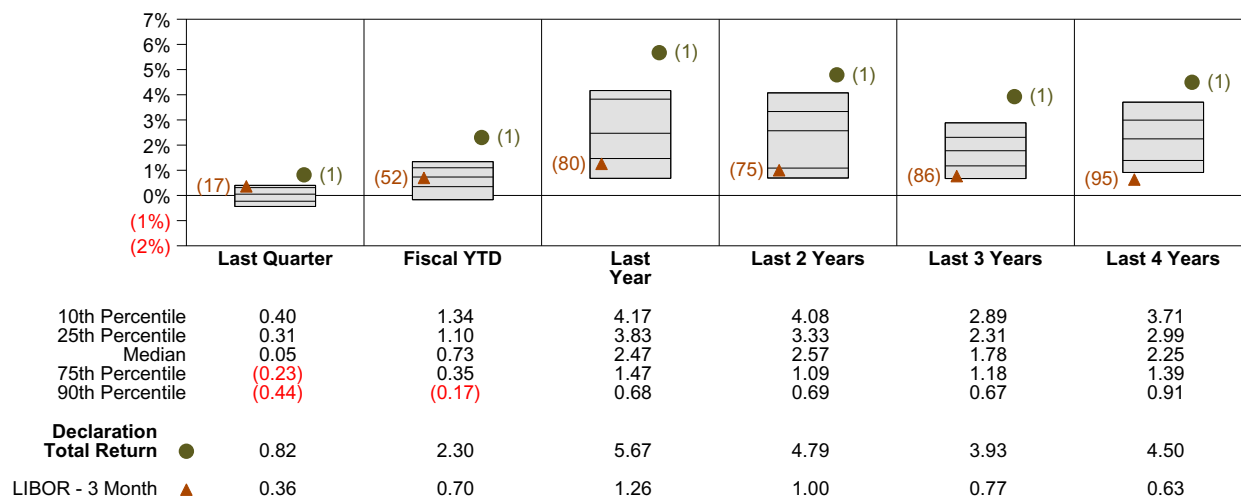 7%
6%
5%
4%
3%
2%
1%
0%
(1%)
(2%)
(17) (1)
(52) (1)
(80) (1)
(75) (1)
(86) (1)
(95) (1)
Last Quarter Fiscal YTD Last Year Last 2 Years Last 3 Years Last 4 Years
10th Percentile 0.40 1.34 4.17 4.08 2.89 3.71
25th Percentile 0.31 1.10 3.83 3.33 2.31 2.99
Median 0.05 0.73 2.47 2.57 1.78 2.25
75th Percentile (0.23) 0.35 1.47 1.09 1.18 1.39
90th Percentile (0.44) (0.17) 0.68 0.69 0.67 0.91
Declaration
Total Return 0.82 2.30 5.67 4.79 3.93 4.50
LIBOR - 3 Month 0.36 0.70 1.26 1.00 0.77 0.63